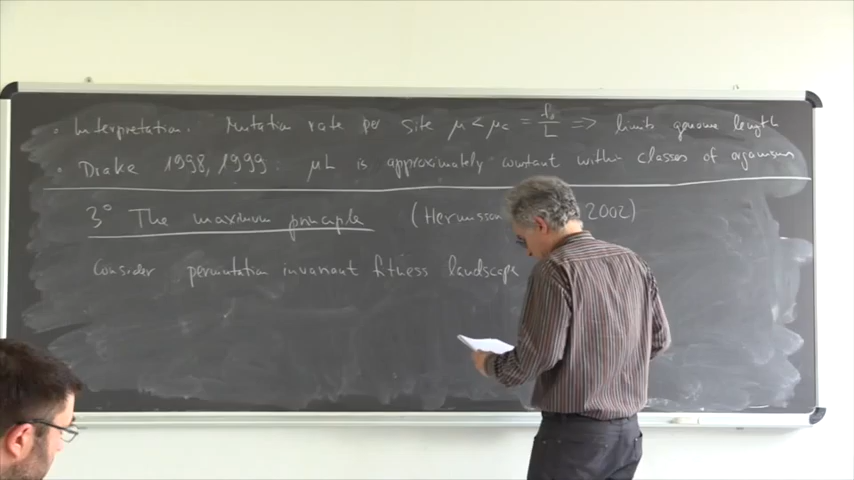 • Interpretation. Mutation rate per site μ < μc = f₀/L ⇒ limits genome length
• Drake 1998, 1999: μL is approximately constant within classes of organisms
3° The maximum principle (Hermisson 2002)
Consider permutation invariant fitness landscape